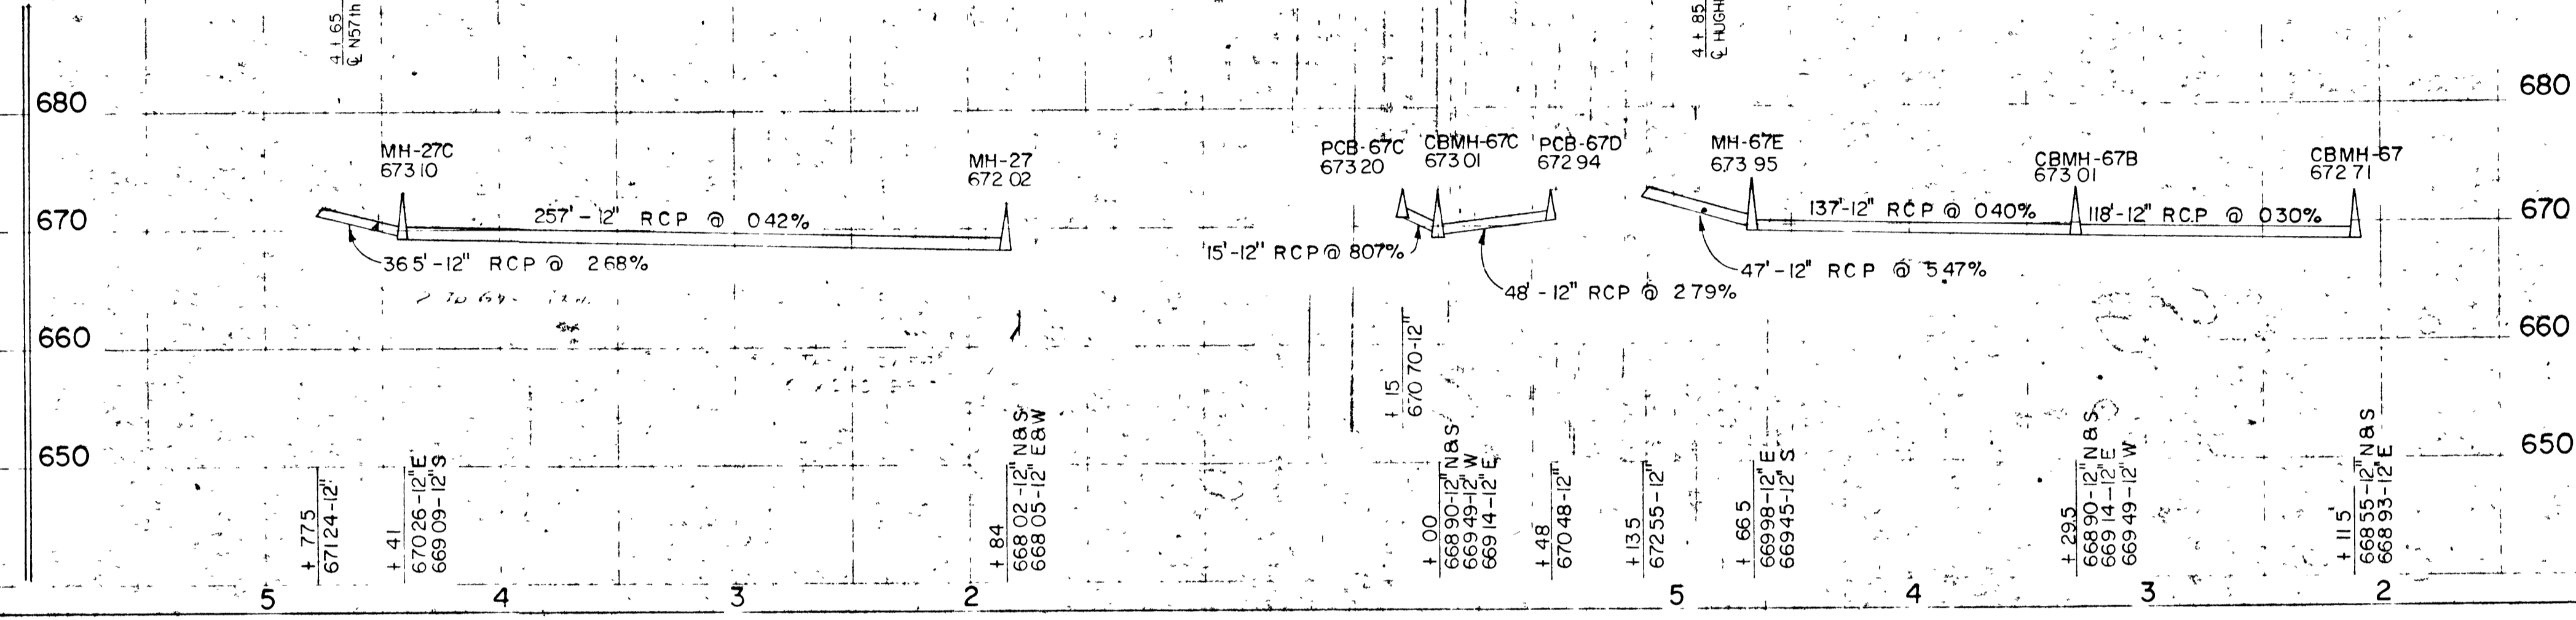 4+65
℄ N57th
4+85
℄ HUGH
680
680
MH-27C
673 10
MH-27
672 02
PCB-67C
673 20
CBMH-67C
673 01
PCB-67D
672 94
MH-67E
673 95
CBMH-67B
673 01
CBMH-67
672 71
670
670
257'-12" RCP @ 0 42%
36 5'-12" RCP @ 2 68%
15'-12" RCP @ 8 07%
48'-12" RCP @ 2 79%
47'-12" RCP @ 5 47%
137'-12" RCP @ 0 40%
118'-12" R.C.P @ 0 30%
660
660
650
650
+ 77 5
671 24-12"
+ 41
670 26-12" E
669 09-12" S
+ 84
668 02-12" N&S
668 05-12" E&W
+ 15
670 70-12"
+ 00
668 90-12" N&S
669 49-12" W
669 14-12" E
+ 48
670 48-12"
+ 13 5
672 55-12"
+ 66 5
669 98-12" E
669 45-12" S
+ 29 5
668 90-12" N&S
669 14-12" E
669 49-12" W
+ 11 5
668 55-12" N&S
668 93-12" E
5
4
3
2
5
4
3
2